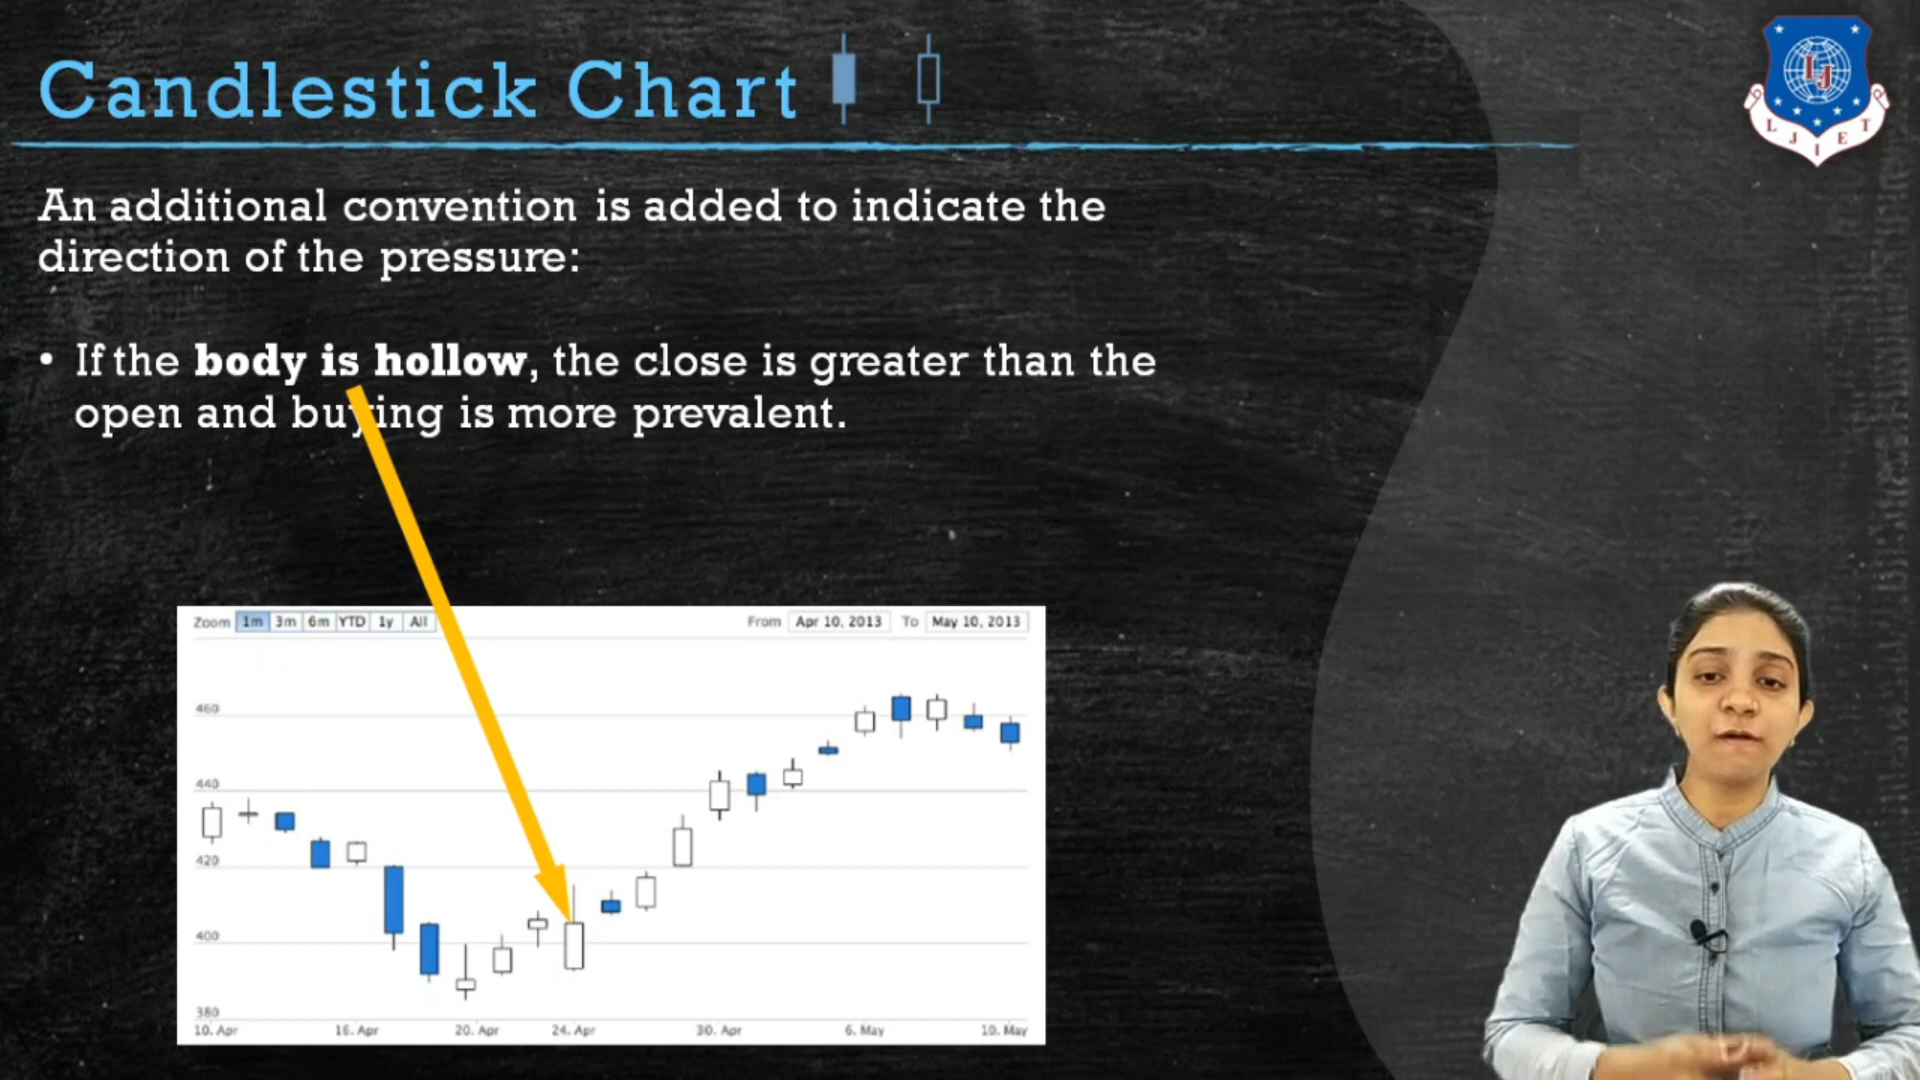 Candlestick Chart
LJIET
An additional convention is added to indicate the
direction of the pressure:
• If the body is hollow, the close is greater than the
open and buying is more prevalent.
Zoom 1m 3m 6m YTD 1y All From Apr 10, 2013 To May 10, 2013
460
440
420
400
380
10. Apr 16. Apr 20. Apr 24. Apr 30. Apr 6. May 10. May